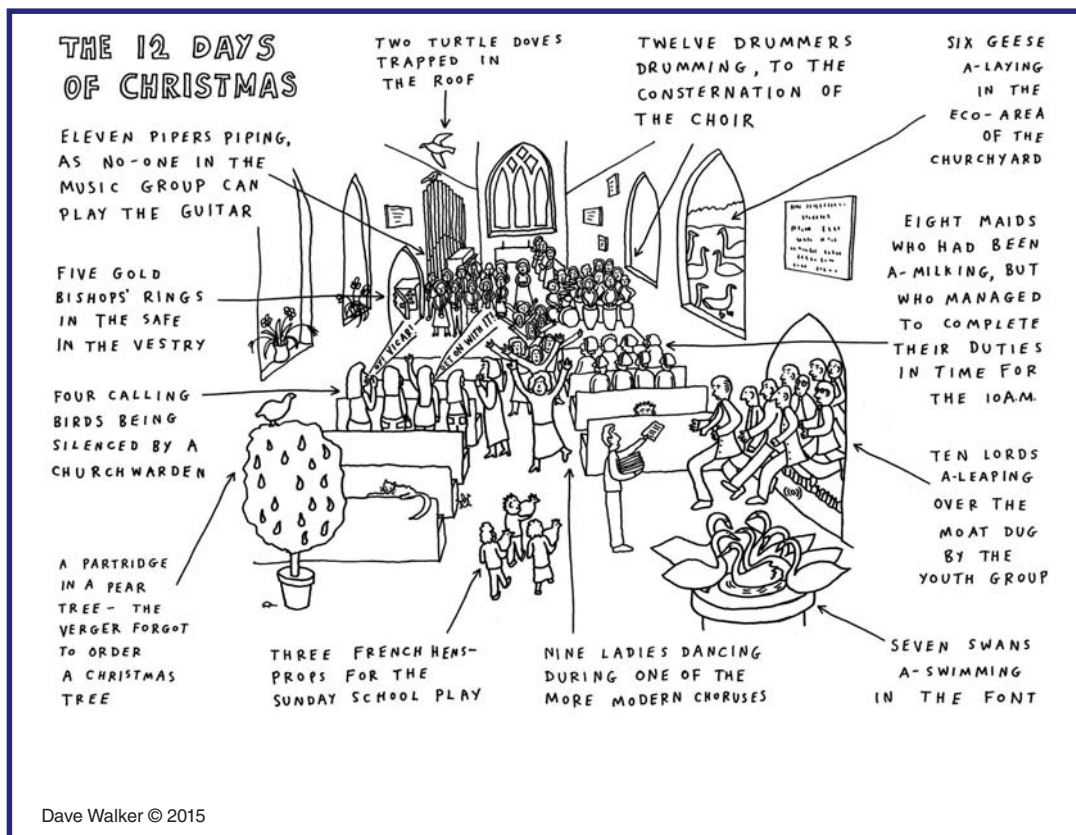 THE 12 DAYS
OF CHRISTMAS
TWO TURTLE DOVES
TRAPPED IN
THE ROOF
TWELVE DRUMMERS
DRUMMING, TO THE
CONSTERNATION OF
THE CHOIR
SIX GEESE
A-LAYING
IN THE
ECO-AREA
OF THE
CHURCHYARD
ELEVEN PIPERS PIPING,
AS NO-ONE IN THE
MUSIC GROUP CAN
PLAY THE GUITAR
EIGHT MAIDS
WHO HAD BEEN
A-MILKING, BUT
WHO MANAGED
TO COMPLETE
THEIR DUTIES
IN TIME FOR
THE 10A.M.
FIVE GOLD
BISHOPS' RINGS
IN THE SAFE
IN THE VESTRY
OI! VICAR!
GET ON WITH IT!
FOUR CALLING
BIRDS BEING
SILENCED BY A
CHURCHWARDEN
TEN LORDS
A-LEAPING
OVER THE
MOAT DUG
BY THE
YOUTH GROUP
A PARTRIDGE
IN A PEAR
TREE- THE
VERGER FORGOT
TO ORDER
A CHRISTMAS
TREE
THREE FRENCH HENS-
PROPS FOR THE
SUNDAY SCHOOL PLAY
NINE LADIES DANCING
DURING ONE OF THE
MORE MODERN CHORUSES
SEVEN SWANS
A-SWIMMING
IN THE FONT
Dave Walker © 2015